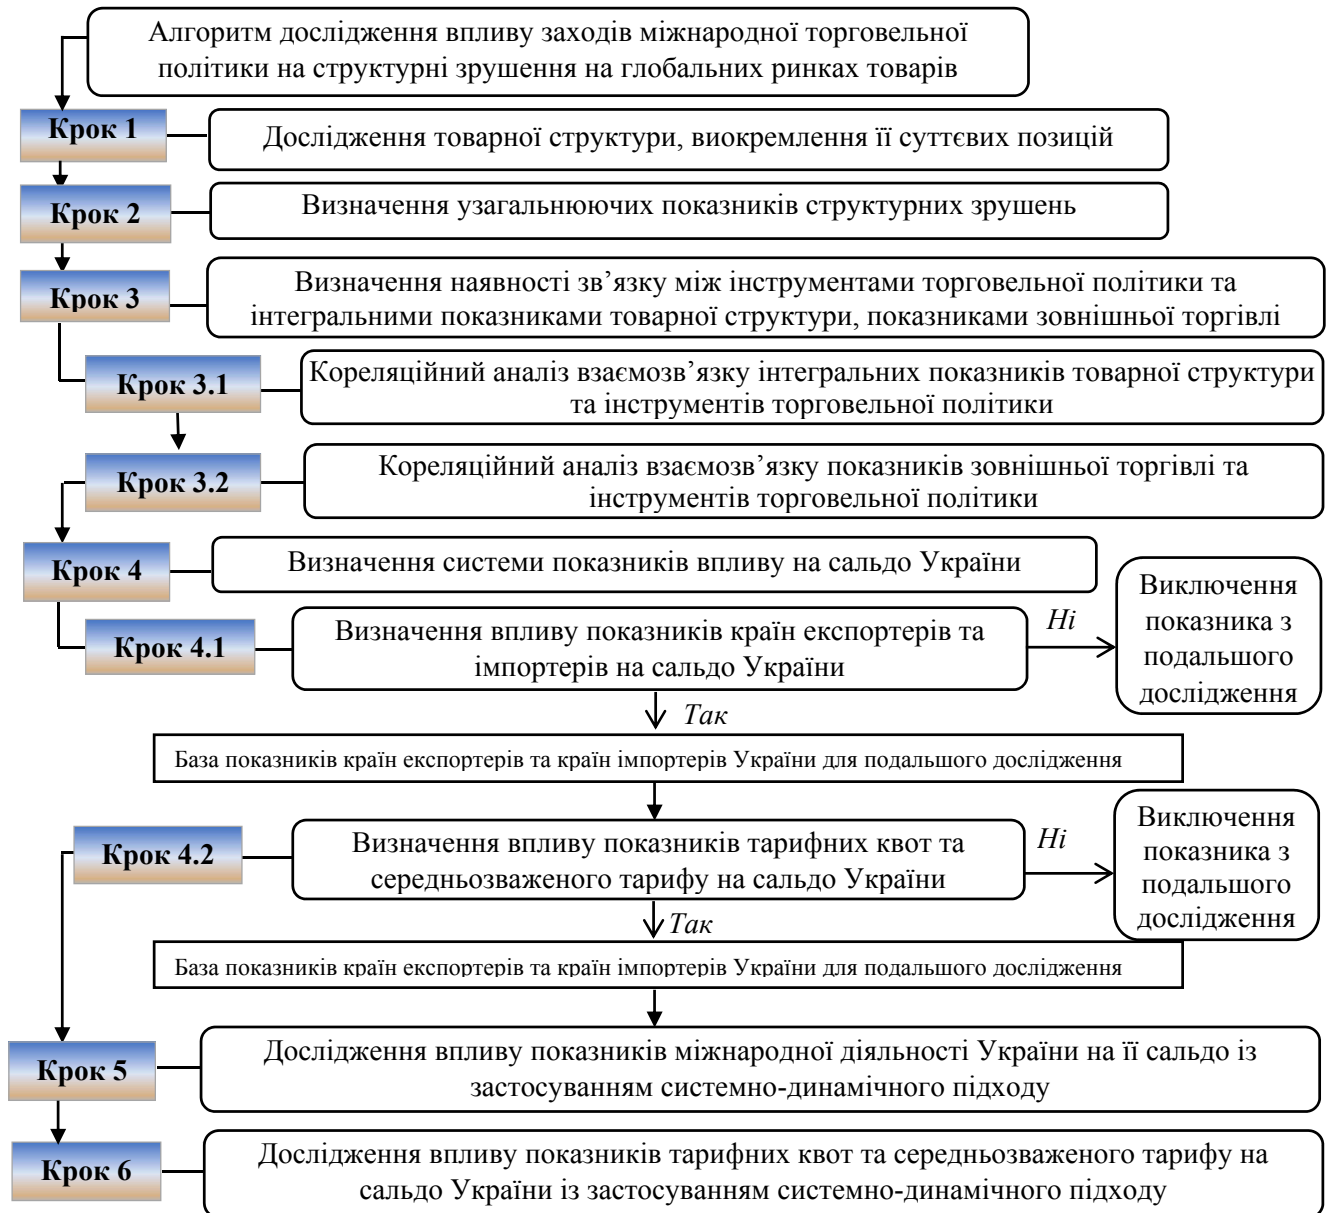 Алгоритм дослідження впливу заходів міжнародної торговельної
політики на структурні зрушення на глобальних ринках товарів
Крок 1
Дослідження товарної структури, виокремлення її суттєвих позицій
Крок 2
Визначення узагальнюючих показників структурних зрушень
Крок 3
Визначення наявності зв’язку між інструментами торговельної політики та
інтегральними показниками товарної структури, показниками зовнішньої торгівлі
Крок 3.1
Кореляційний аналіз взаємозв’язку інтегральних показників товарної структури
та інструментів торговельної політики
Крок 3.2
Кореляційний аналіз взаємозв’язку показників зовнішньої торгівлі та
інструментів торговельної політики
Крок 4
Визначення системи показників впливу на сальдо України
Крок 4.1
Визначення впливу показників країн експортерів та
імпортерів на сальдо України
Ні
Виключення
показника з
подальшого
дослідження
Так
База показників країн експортерів та країн імпортерів України для подальшого дослідження
Крок 4.2
Визначення впливу показників тарифних квот та
середньозваженого тарифу на сальдо України
Ні
Виключення
показника з
подальшого
дослідження
Так
База показників країн експортерів та країн імпортерів України для подальшого дослідження
Крок 5
Дослідження впливу показників міжнародної діяльності України на її сальдо із
застосуванням системно-динамічного підходу
Крок 6
Дослідження впливу показників тарифних квот та середньозваженого тарифу на
сальдо України із застосуванням системно-динамічного підходу